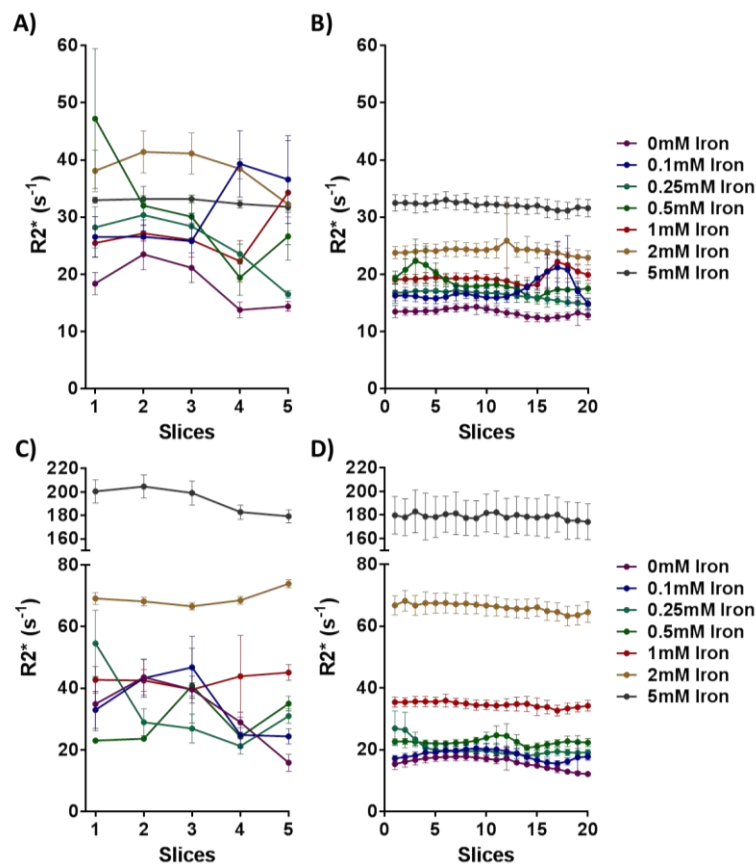 A)
B)
60
50
40
30
20
10
0
R2* (s-1)
1 2 3 4 5
Slices
60
50
40
30
20
10
0
R2* (s-1)
0 5 10 15 20
Slices
0mM Iron
0.1mM Iron
0.25mM Iron
0.5mM Iron
1mM Iron
2mM Iron
5mM Iron
C)
D)
220
200
180
160
80
60
40
20
0
R2* (s-1)
1 2 3 4 5
Slices
220
200
180
160
80
60
40
20
0
R2* (s-1)
0 5 10 15 20
Slices
0mM Iron
0.1mM Iron
0.25mM Iron
0.5mM Iron
1mM Iron
2mM Iron
5mM Iron